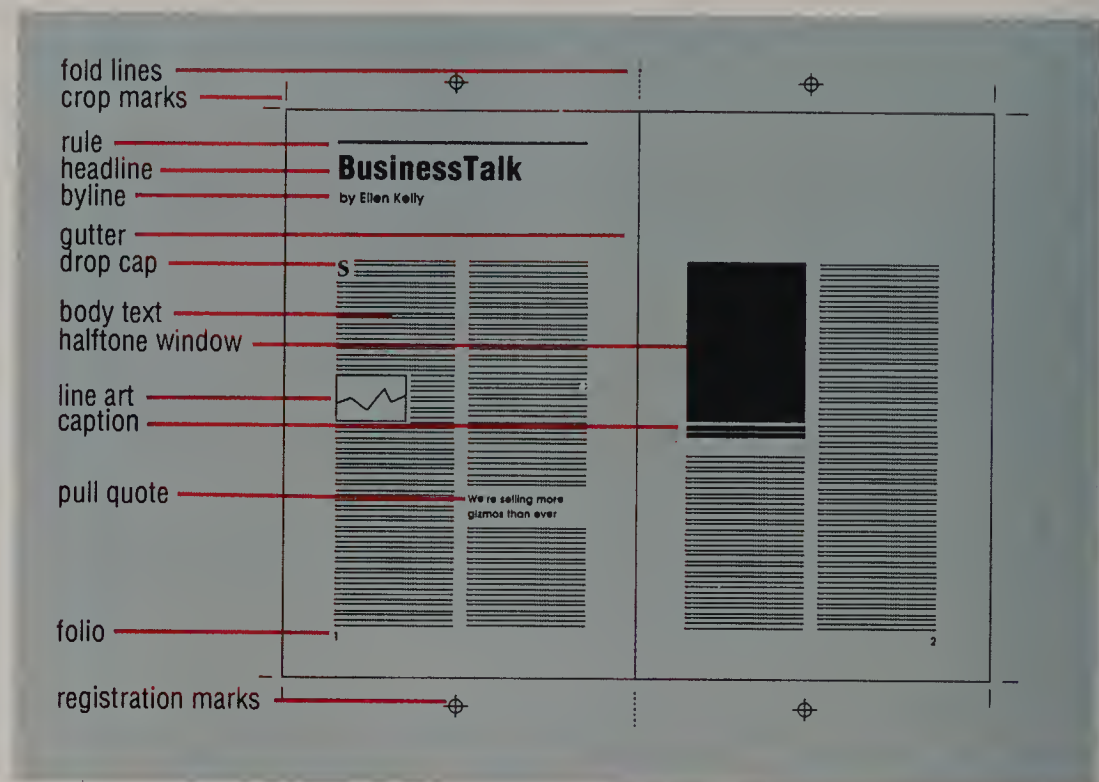 fold lines
crop marks
rule
headline
byline
gutter
drop cap
body text
halftone window
line art
caption
pull quote
folio
registration marks
BusinessTalk
by Ellen Kelly
S
We're selling more
gizmos than ever
1
2